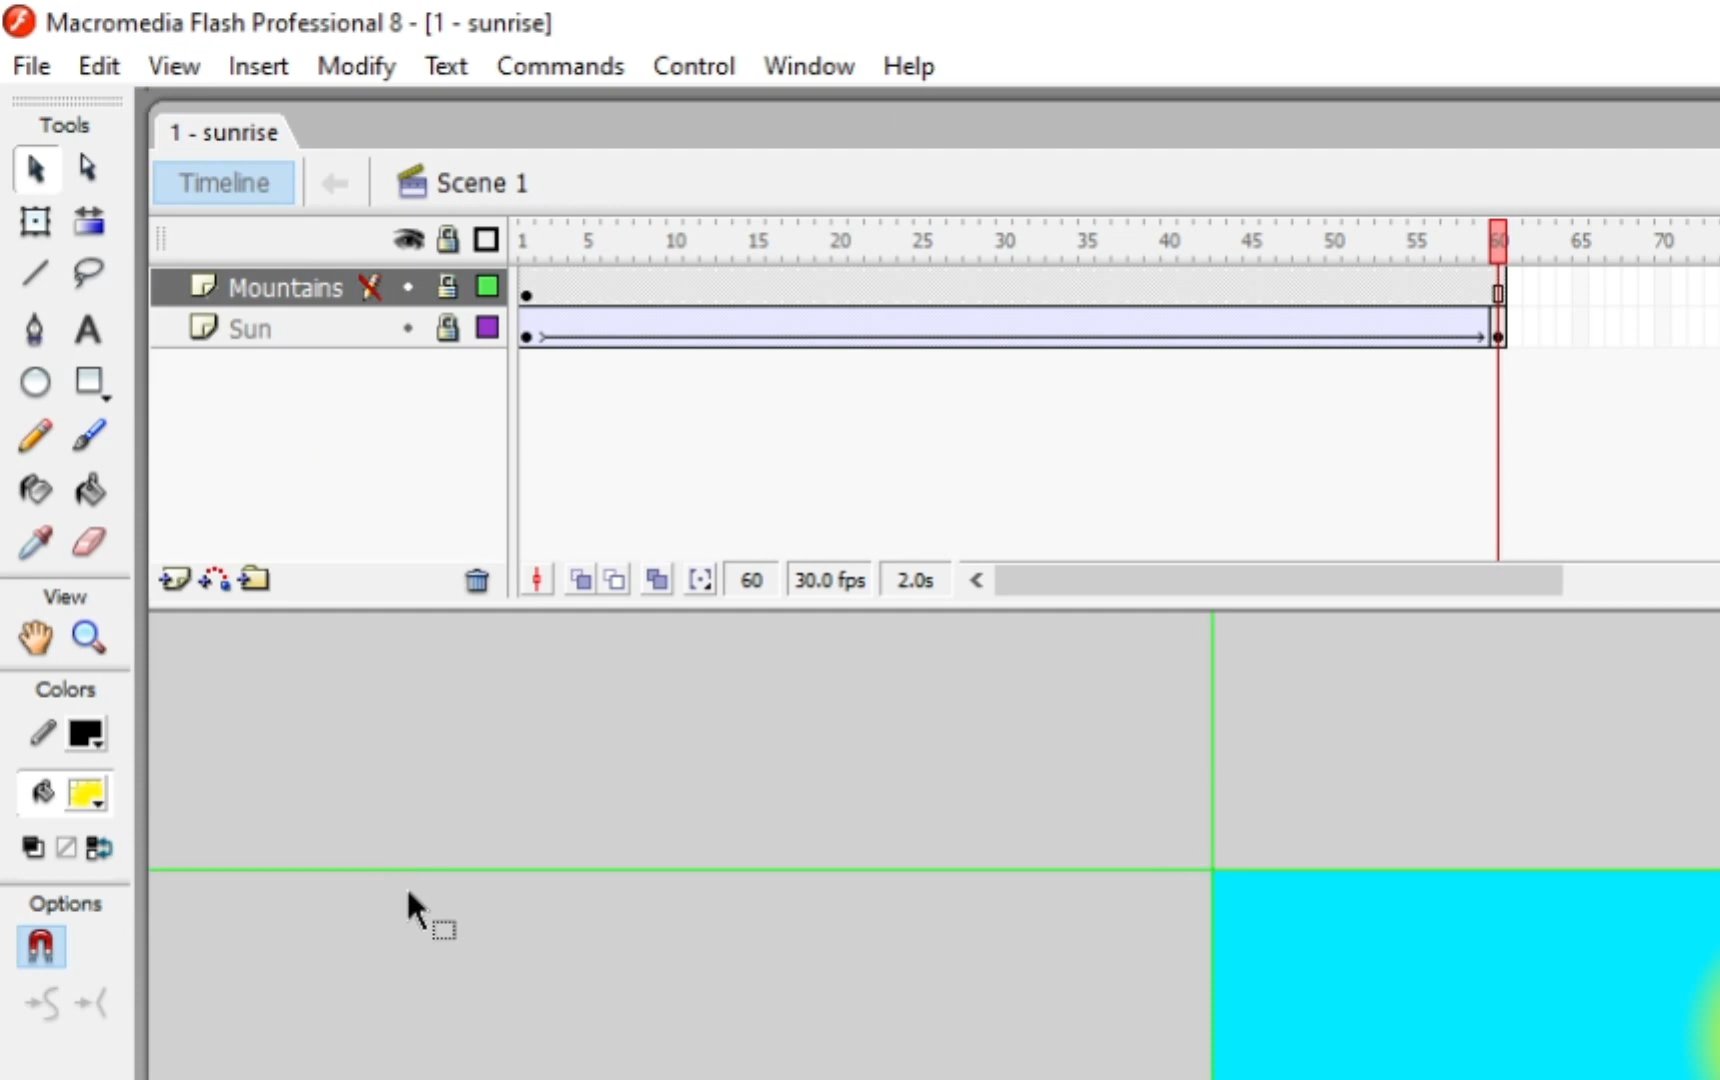 Macromedia Flash Professional 8 - [1 - sunrise]
File Edit View Insert Modify Text Commands Control Window Help
Tools
1 - sunrise
Timeline Scene 1
1 5 10 15 20 25 30 35 40 45 50 55 60 65 70
Mountains
Sun
60 30.0 fps 2.0s
View
Colors
Options